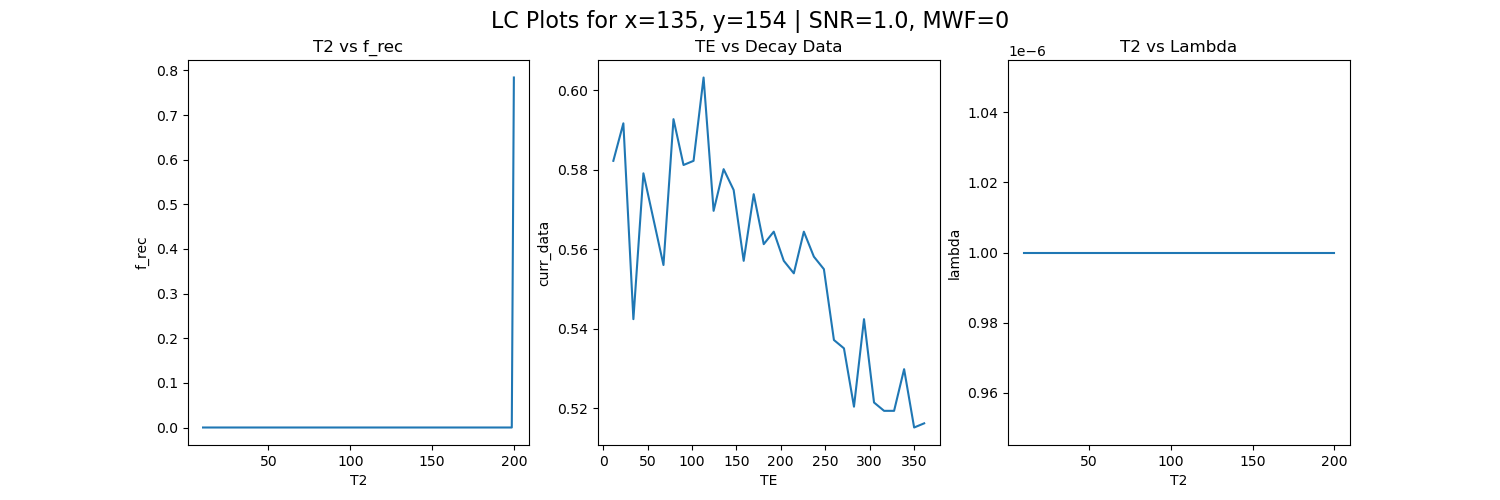 LC Plots for x=135, y=154 | SNR=1.0, MWF=0
T2 vs f_rec
0.8
0.7
0.6
0.5
0.4
0.3
0.2
0.1
0.0
f_rec
50 100 150 200
T2
TE vs Decay Data
0.60
0.58
0.56
0.54
0.52
curr_data
0 50 100 150 200 250 300 350
TE
T2 vs Lambda
1e−6
1.04
1.02
1.00
0.98
0.96
lambda
50 100 150 200
T2